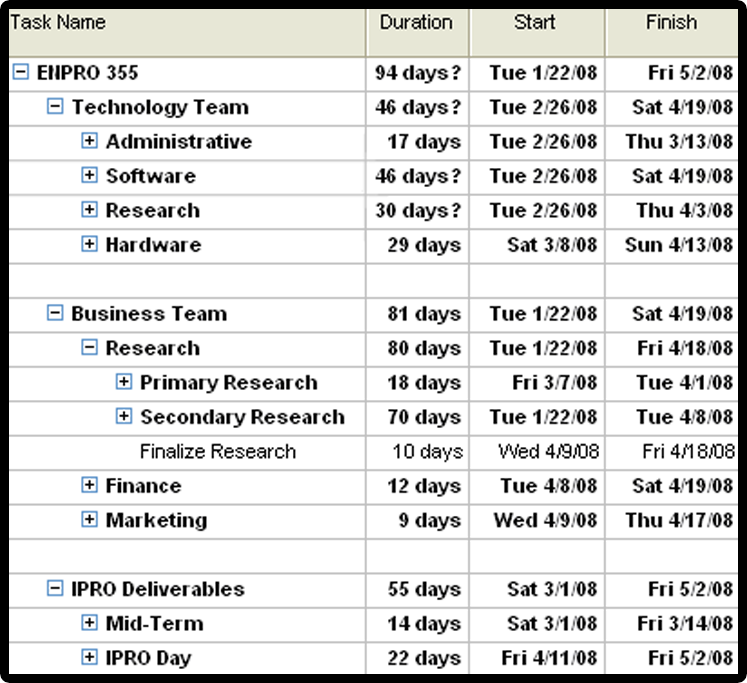 Task Name Duration Start Finish
ENPRO 355 94 days? Tue 1/22/08 Fri 5/2/08
Technology Team 46 days? Tue 2/26/08 Sat 4/19/08
Administrative 17 days Tue 2/26/08 Thu 3/13/08
Software 46 days? Tue 2/26/08 Sat 4/19/08
Research 30 days? Tue 2/26/08 Thu 4/3/08
Hardware 29 days Sat 3/8/08 Sun 4/13/08
Business Team 81 days Tue 1/22/08 Sat 4/19/08
Research 80 days Tue 1/22/08 Fri 4/18/08
Primary Research 18 days Fri 3/7/08 Tue 4/1/08
Secondary Research 70 days Tue 1/22/08 Tue 4/8/08
Finalize Research 10 days Wed 4/9/08 Fri 4/18/08
Finance 12 days Tue 4/8/08 Sat 4/19/08
Marketing 9 days Wed 4/9/08 Thu 4/17/08
IPRO Deliverables 55 days Sat 3/1/08 Fri 5/2/08
Mid-Term 14 days Sat 3/1/08 Fri 3/14/08
IPRO Day 22 days Fri 4/11/08 Fri 5/2/08